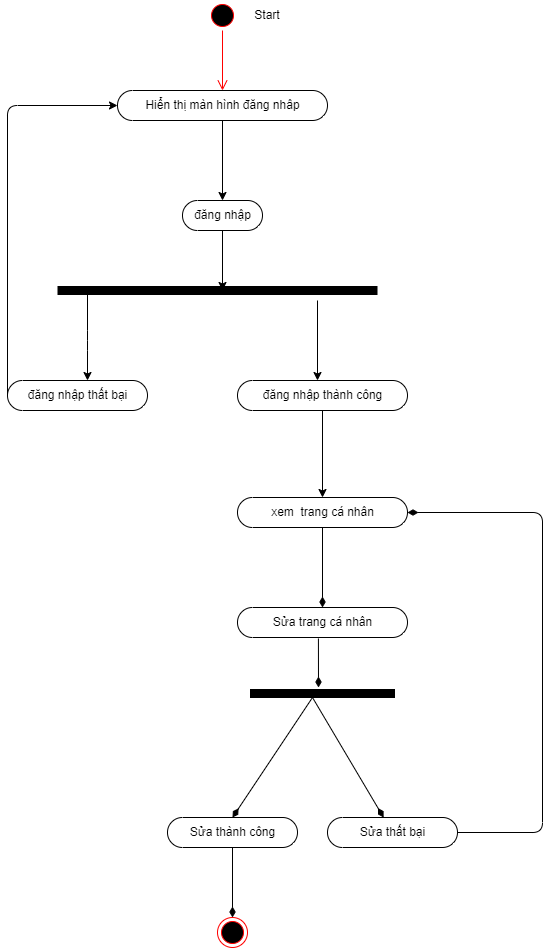 Start
Hiển thị màn hình đăng nhâp
đăng nhập
đăng nhập thất bại
đăng nhập thành công
xem trang cá nhân
Sửa trang cá nhân
Sửa thành công
Sửa thất bại